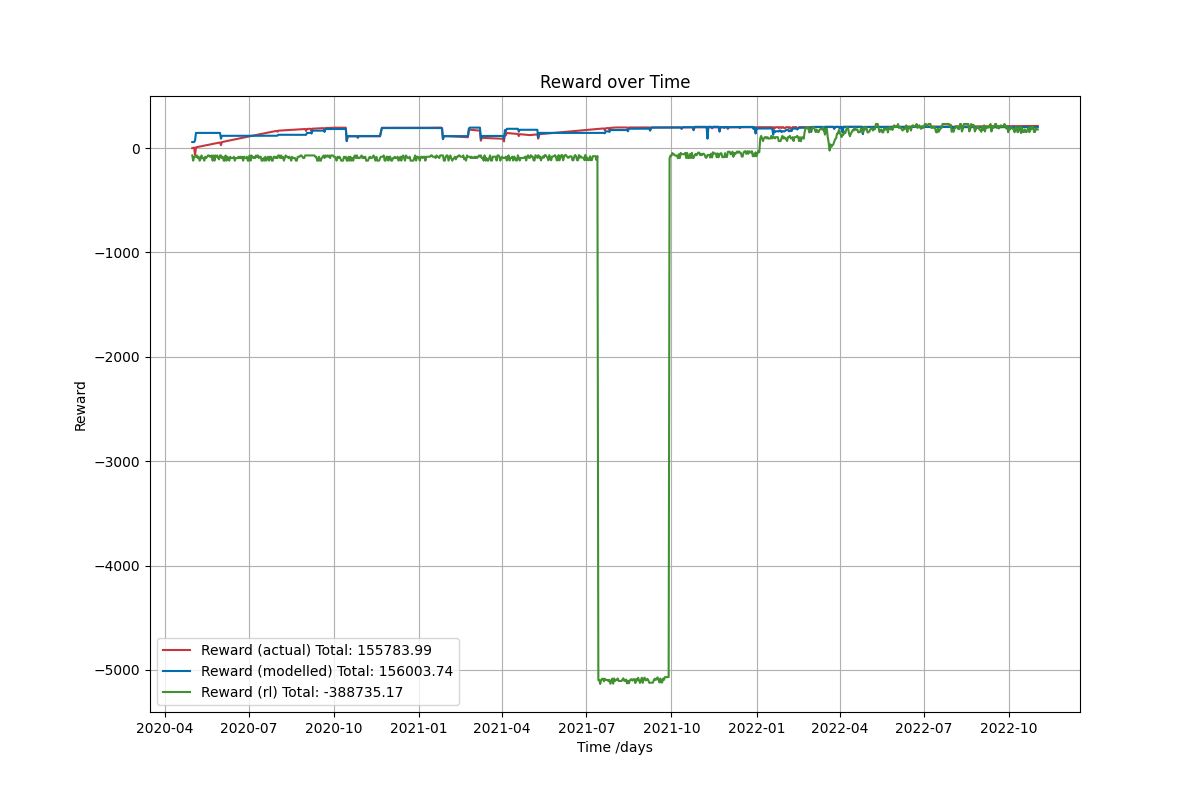 Reward over Time
Reward
0
−1000
−2000
−3000
−4000
−5000
Reward (actual) Total: 155783.99
Reward (modelled) Total: 156003.74
Reward (rl) Total: -388735.17
2020-04 2020-07 2020-10 2021-01 2021-04 2021-07 2021-10 2022-01 2022-04 2022-07 2022-10
Time /days